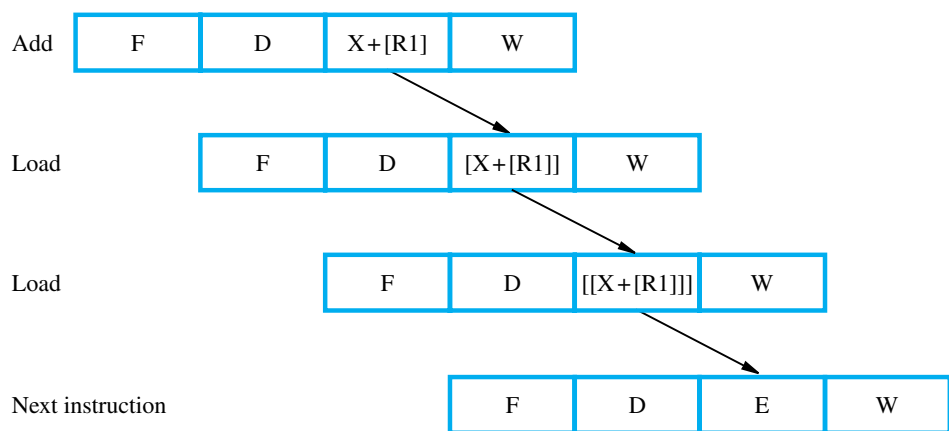 Add F D X+[R1] W
Load F D [X+[R1]] W
Load F D [[X+[R1]]] W
Next instruction F D E W